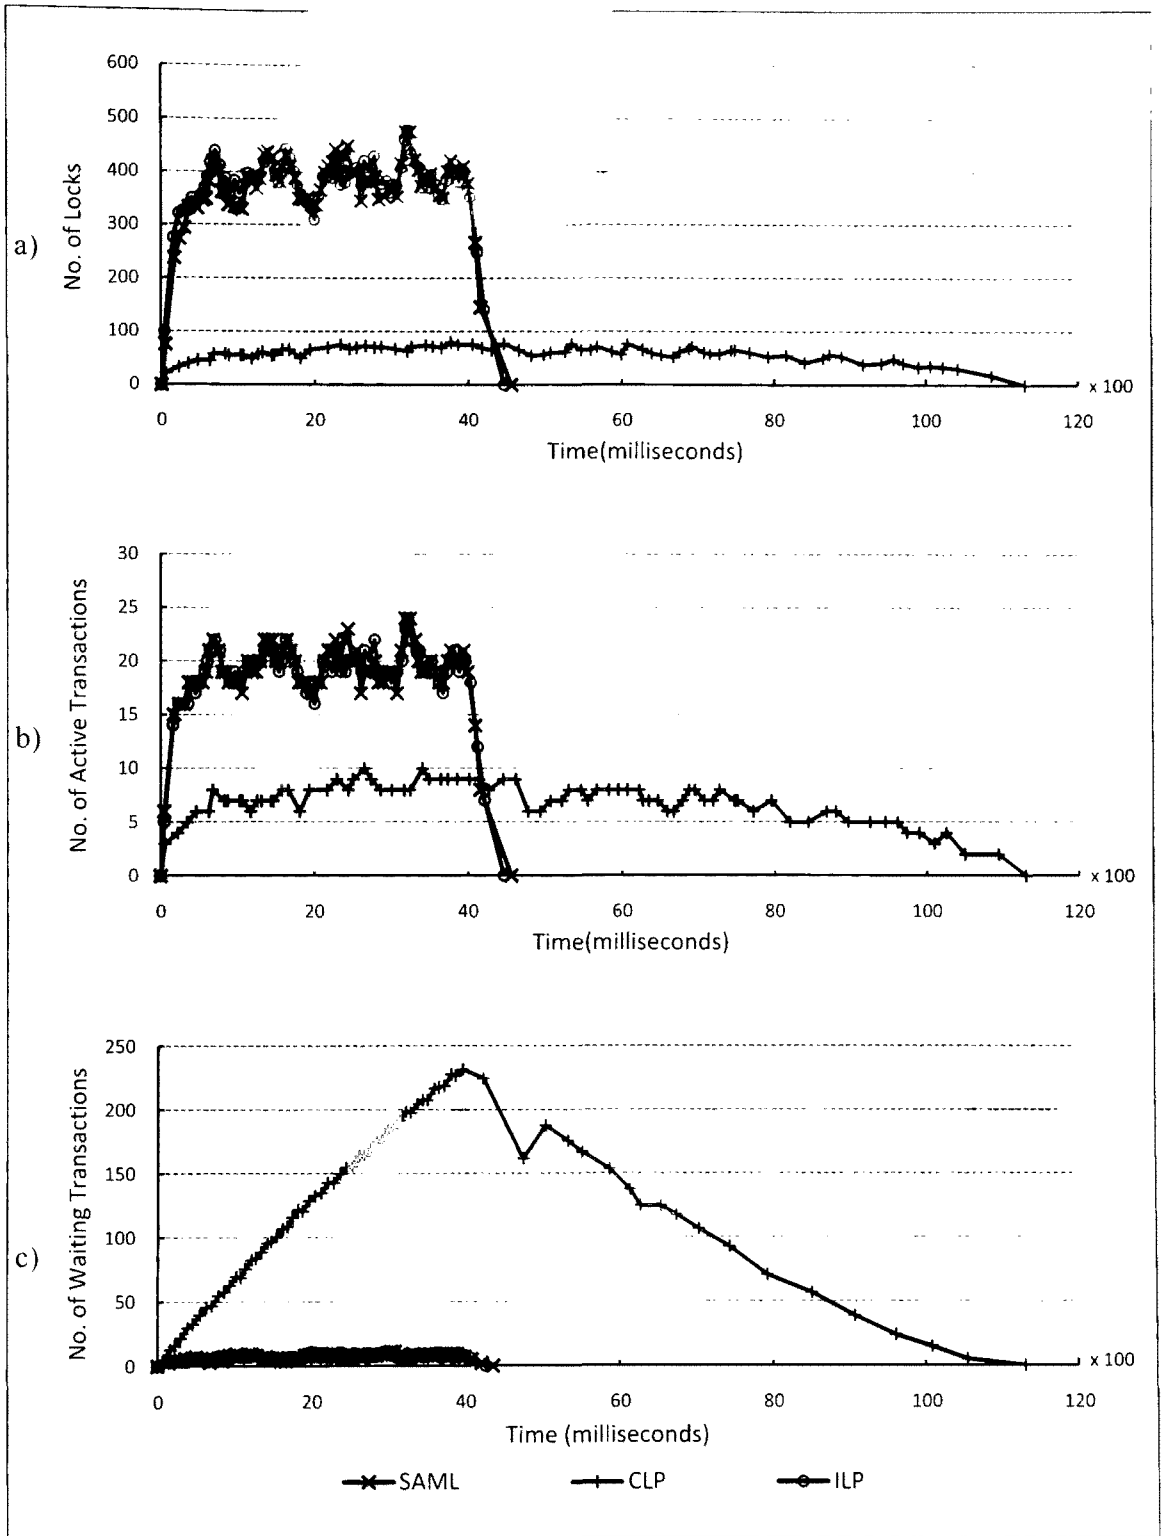 a)
No. of Locks
600
500
400
300
200
100
0
0 20 40 60 80 100 120
x 100
Time(milliseconds)
b)
No. of Active Transactions
30
25
20
15
10
5
0
0 20 40 60 80 100 120
x 100
Time(milliseconds)
c)
No. of Waiting Transactions
250
200
150
100
50
0
0 20 40 60 80 100 120
x 100
Time (milliseconds)
SAML CLP ILP